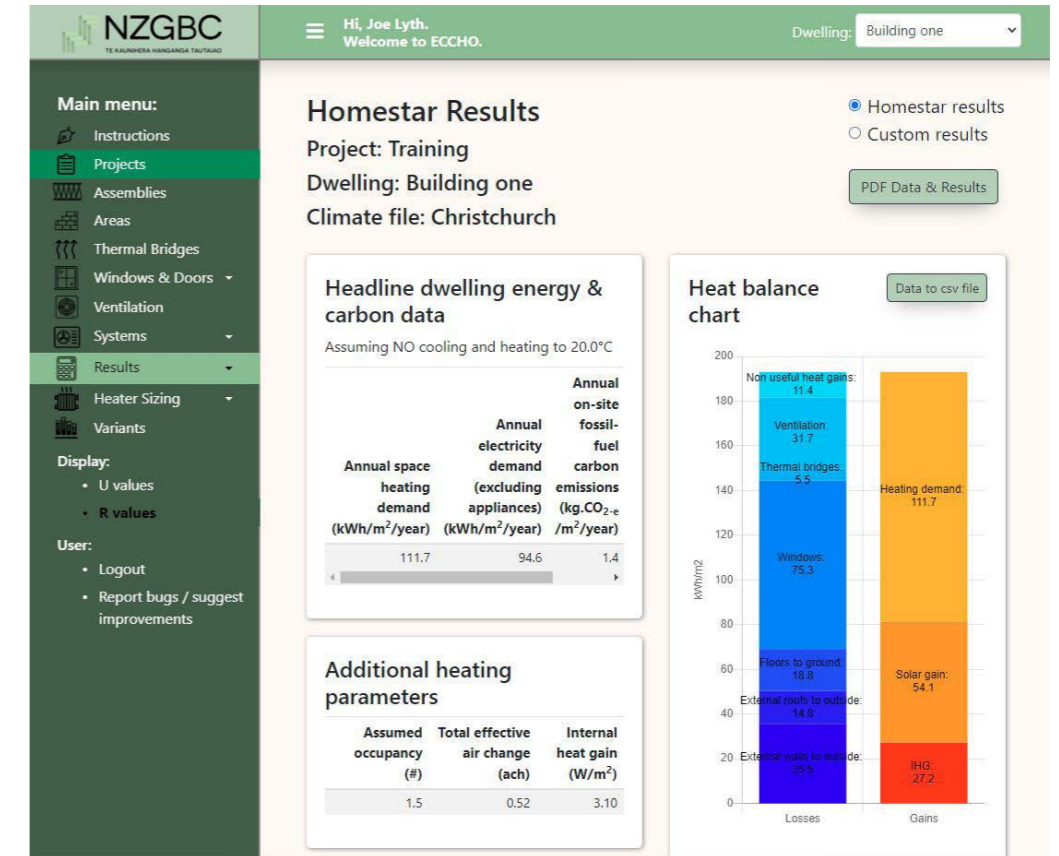 NZGBC
TE KAUNIHERA HANGANGA TAUTAIAO
Hi, Joe Lyth.
Welcome to ECCHO.
Dwelling: Building one
Main menu:
Instructions
Projects
Assemblies
Areas
Thermal Bridges
Windows & Doors
Ventilation
Systems
Results
Heater Sizing
Variants
Display:
• U values
• R values
User:
• Logout
• Report bugs / suggest
improvements
Homestar Results
Project: Training
Dwelling: Building one
Climate file: Christchurch
Homestar results
Custom results
PDF Data & Results
Headline dwelling energy &
carbon data
Assuming NO cooling and heating to 20.0°C
Annual space
heating
demand
(kWh/m²/year)
Annual
electricity
demand
(excluding
appliances)
(kWh/m²/year)
Annual
on-site
fossil-
fuel
carbon
emissions
(kg.CO₂-e
/m²/year)
111.7 94.6 1.4
Additional heating
parameters
Assumed
occupancy
(#)
Total effective
air change
(ach)
Internal
heat gain
(W/m²)
1.5 0.52 3.10
Heat balance
chart
Data to csv file
kWh/m2
200
180
160
140
120
100
80
60
40
20
0
Non useful heat gains:
11.4
Ventilation:
31.7
Thermal bridges:
5.5
Windows:
75.3
Floors to ground:
18.8
External roofs to outside:
14.8
External walls to outside:
35.5
Heating demand:
111.7
Solar gain:
54.1
IHG:
27.2
Losses
Gains